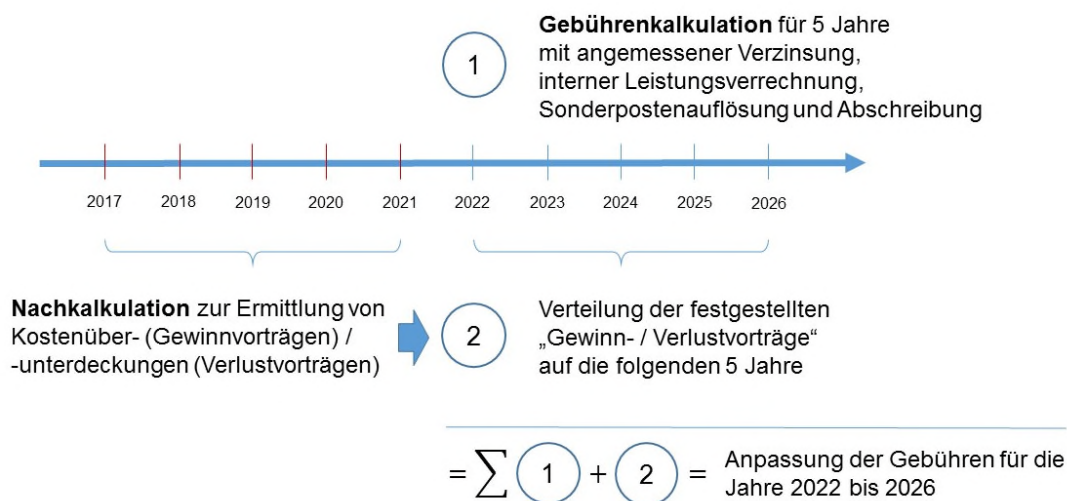 1
Gebührenkalkulation für 5 Jahre
mit angemessener Verzinsung,
interner Leistungsverrechnung,
Sonderpostenauflösung und Abschreibung
2017 2018 2019 2020 2021 2022 2023 2024 2025 2026
Nachkalkulation zur Ermittlung von
Kostenüber- (Gewinnvorträgen) /
-unterdeckungen (Verlustvorträgen)
2
Verteilung der festgestellten
„Gewinn- / Verlustvorträge“
auf die folgenden 5 Jahre
= ∑ 1 + 2 = Anpassung der Gebühren für die
Jahre 2022 bis 2026